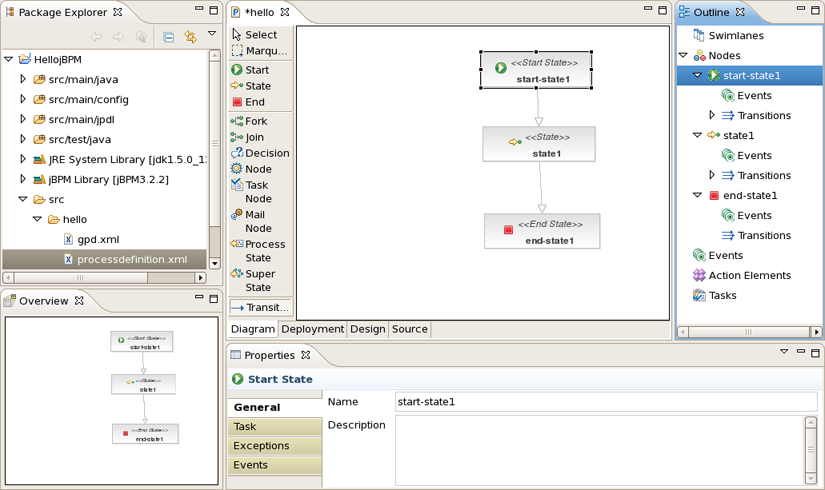 Package Explorer
HellojBPM
src/main/java
src/main/config
src/main/jpdl
src/test/java
JRE System Library [jdk1.5.0_1
jBPM Library [jBPM3.2.2]
src
hello
gpd.xml
processdefinition.xml
Overview
<<Start State>>
start-state1
<<State>>
state1
<<End State>>
end-state1
*hello
Select
Marqu...
Start
State
End
Fork
Join
Decision
Node
Task
Node
Mail
Node
Process
State
Super
State
Transit...
<<Start State>>
start-state1
<<State>>
state1
<<End State>>
end-state1
Diagram Deployment Design Source
Outline
Swimlanes
Nodes
start-state1
Events
Transitions
state1
Events
Transitions
end-state1
Events
Transitions
Events
Action Elements
Tasks
Properties
Start State
General
Task
Exceptions
Events
Name start-state1
Description